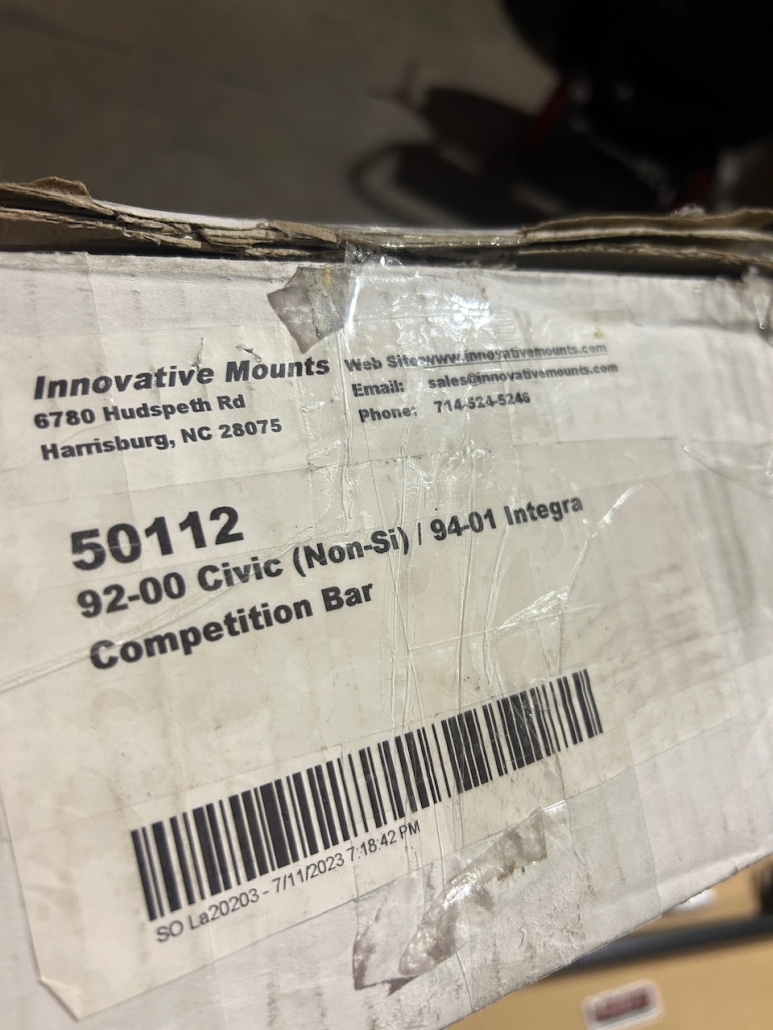 Innovative Mounts
6780 Hudspeth Rd
Harrisburg, NC 28075
Web Site:www.innovativemounts.com
Email: sales@innovativemounts.com
Phone: 714-524-5246
50112
92-00 Civic (Non-Si) / 94-01 Integra
Competition Bar
SO La20203 - 7/11/2023 7:18:42 PM